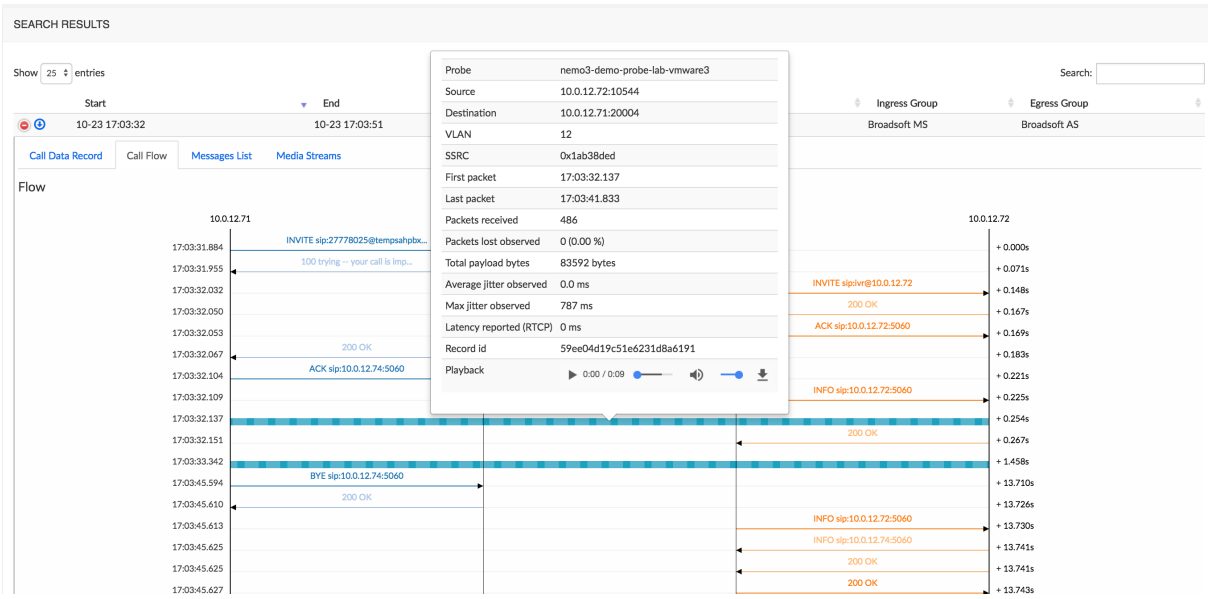 SEARCH RESULTS
Show 25 entries
Search:
Start End Ingress Group Egress Group
10-23 17:03:32 10-23 17:03:51 Broadsoft MS Broadsoft AS
Call Data Record Call Flow Messages List Media Streams
Flow
Probe nemo3-demo-probe-lab-vmware3
Source 10.0.12.72:10544
Destination 10.0.12.71:20004
VLAN 12
SSRC 0x1ab38ded
First packet 17:03:32.137
Last packet 17:03:41.833
Packets received 486
Packets lost observed 0 (0.00 %)
Total payload bytes 83592 bytes
Average jitter observed 0.0 ms
Max jitter observed 787 ms
Latency reported (RTCP) 0 ms
Record id 59ee04d19c51e6231d8a6191
Playback 0:00 / 0:09
10.0.12.71 10.0.12.72
17:03:31.884 INVITE sip:27778025@tempsahpbx... + 0.000s
17:03:31.955 100 trying -- your call is imp... + 0.071s
17:03:32.032 INVITE sip:ivr@10.0.12.72 + 0.148s
17:03:32.050 200 OK + 0.167s
17:03:32.053 ACK sip:10.0.12.72:5060 + 0.169s
17:03:32.067 200 OK + 0.183s
17:03:32.104 ACK sip:10.0.12.74:5060 + 0.221s
17:03:32.109 INFO sip:10.0.12.72:5060 + 0.225s
17:03:32.137 + 0.254s
17:03:32.151 200 OK + 0.267s
17:03:33.342 + 1.458s
17:03:45.594 BYE sip:10.0.12.74:5060 + 13.710s
17:03:45.610 200 OK + 13.726s
17:03:45.613 INFO sip:10.0.12.72:5060 + 13.730s
17:03:45.625 INFO sip:10.0.12.74:5060 + 13.741s
17:03:45.625 200 OK + 13.741s
17:03:45.627 200 OK + 13.743s